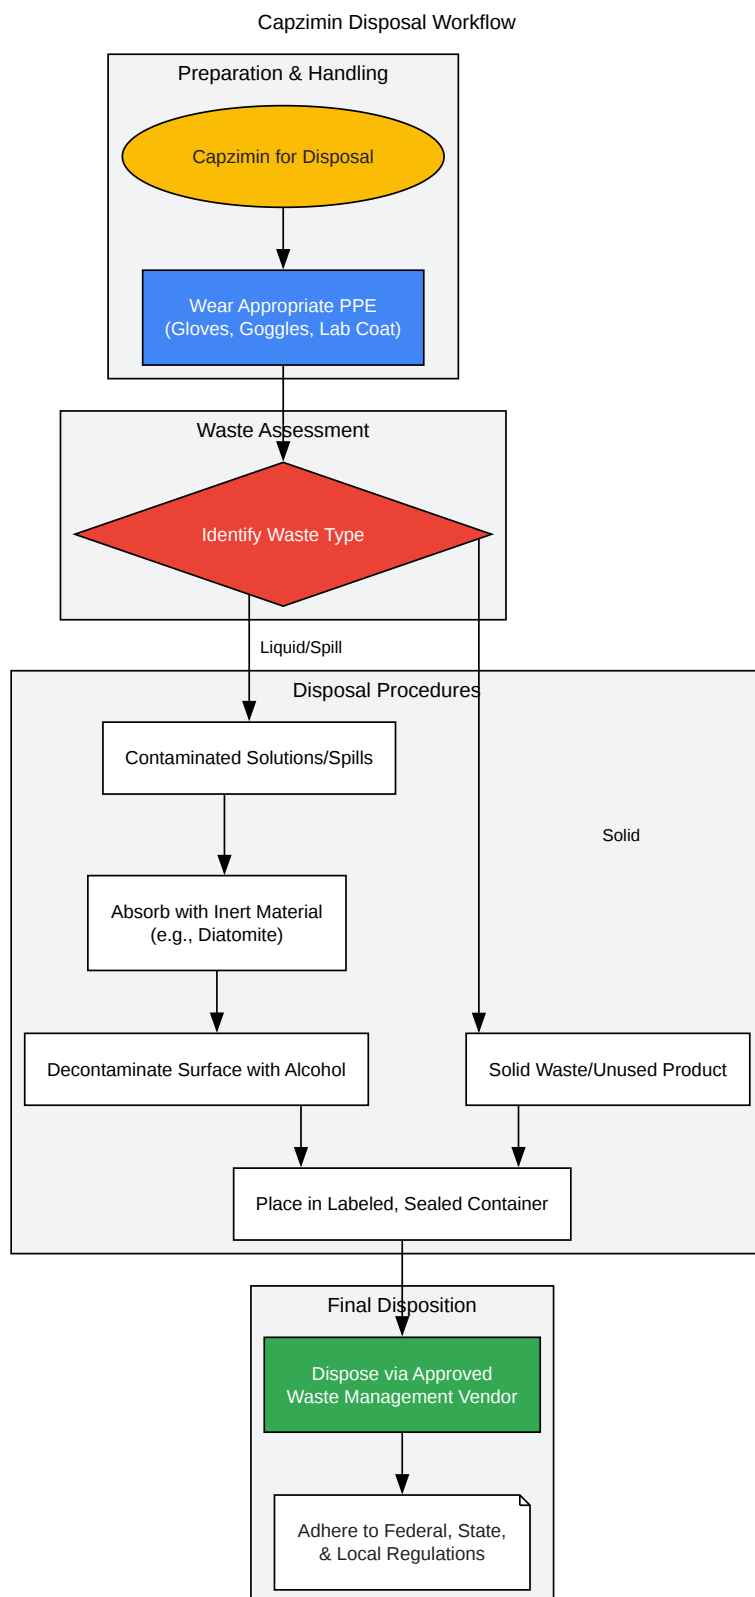 Capzimin Disposal Workflow
Preparation & Handling
Capzimin for Disposal
Wear Appropriate PPE
(Gloves, Goggles, Lab Coat)
Waste Assessment
Identify Waste Type
Liquid/Spill
Disposal Procedures
Contaminated Solutions/Spills
Solid
Absorb with Inert Material
(e.g., Diatomite)
Decontaminate Surface with Alcohol
Solid Waste/Unused Product
Place in Labeled, Sealed Container
Final Disposition
Dispose via Approved
Waste Management Vendor
Adhere to Federal, State,
& Local Regulations